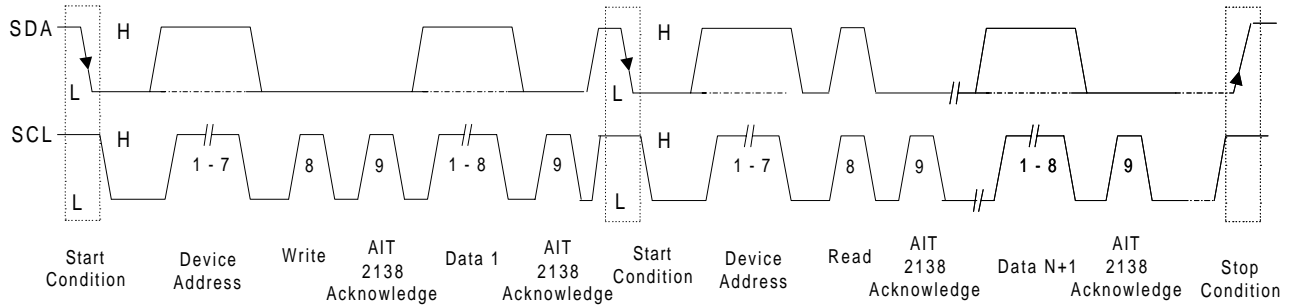 SDA H H
L L
SCL H H
1 - 7 8 9 1 - 8 9 1 - 7 8 9 1 - 8 9
L L
Start Condition
Device Address
Write
AIT 2138 Acknowledge
Data 1
AIT 2138 Acknowledge
Start Condition
Device Address
Read
AIT 2138 Acknowledge
Data N+1
AIT 2138 Acknowledge
Stop Condition